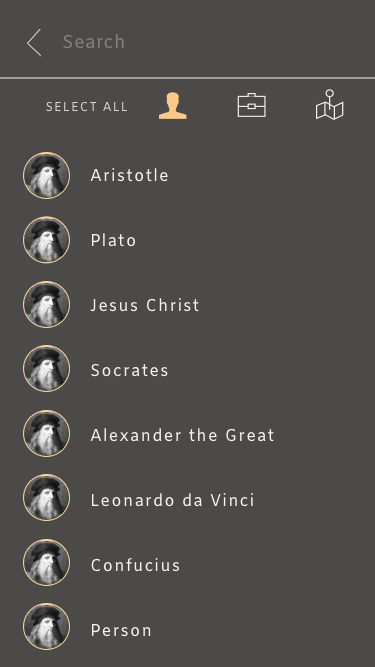 Search
SELECT ALL
Aristotle
Plato
Jesus Christ
Socrates
Alexander the Great
Leonardo da Vinci
Confucius
Person